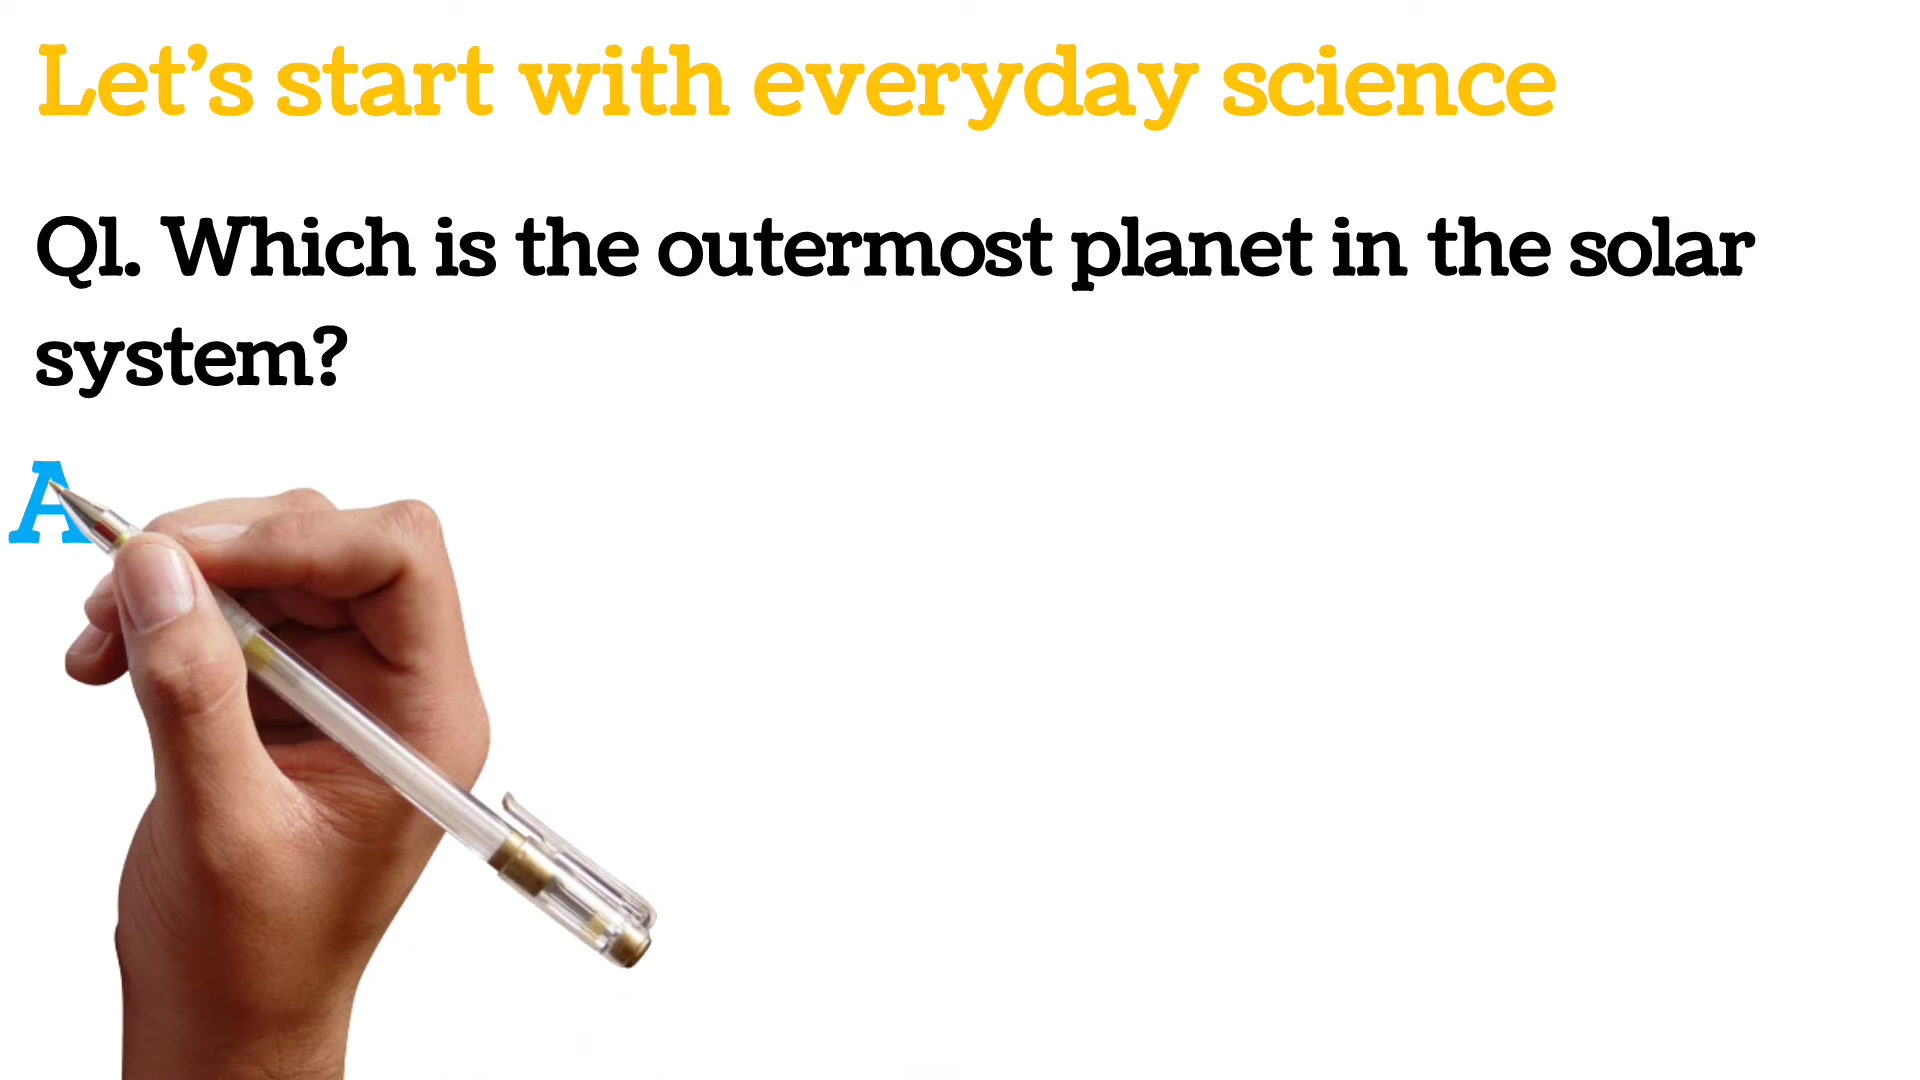 Let's start with everyday science
Q1. Which is the outermost planet in the solar
system?
A